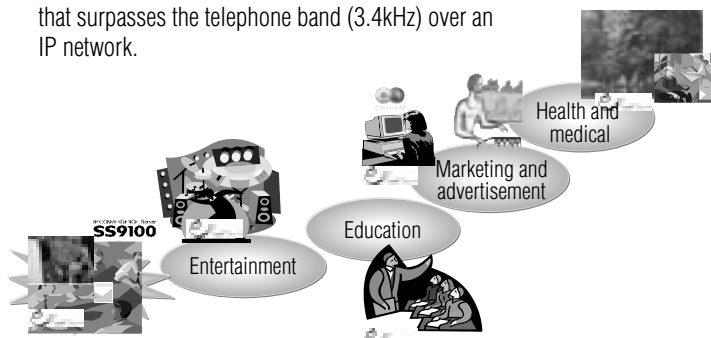 that surpasses the telephone band (3.4kHz) over an
IP network.
Health and
medical
Marketing and
advertisement
Education
SS9100
Entertainment